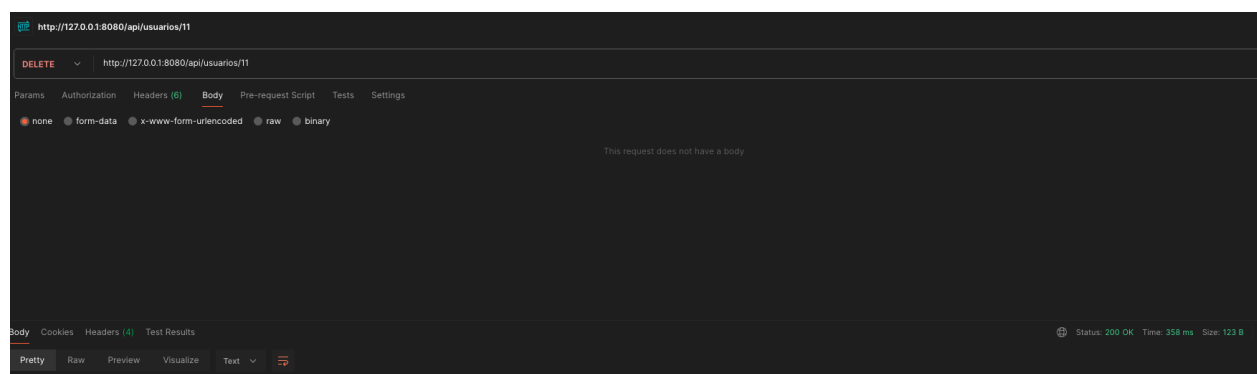 HTTP http://127.0.0.1:8080/api/usuarios/11
DELETE http://127.0.0.1:8080/api/usuarios/11
Params Authorization Headers (6) Body Pre-request Script Tests Settings
none form-data x-www-form-urlencoded raw binary
This request does not have a body
Body Cookies Headers (4) Test Results Status: 200 OK Time: 358 ms Size: 123 B
Pretty Raw Preview Visualize Text